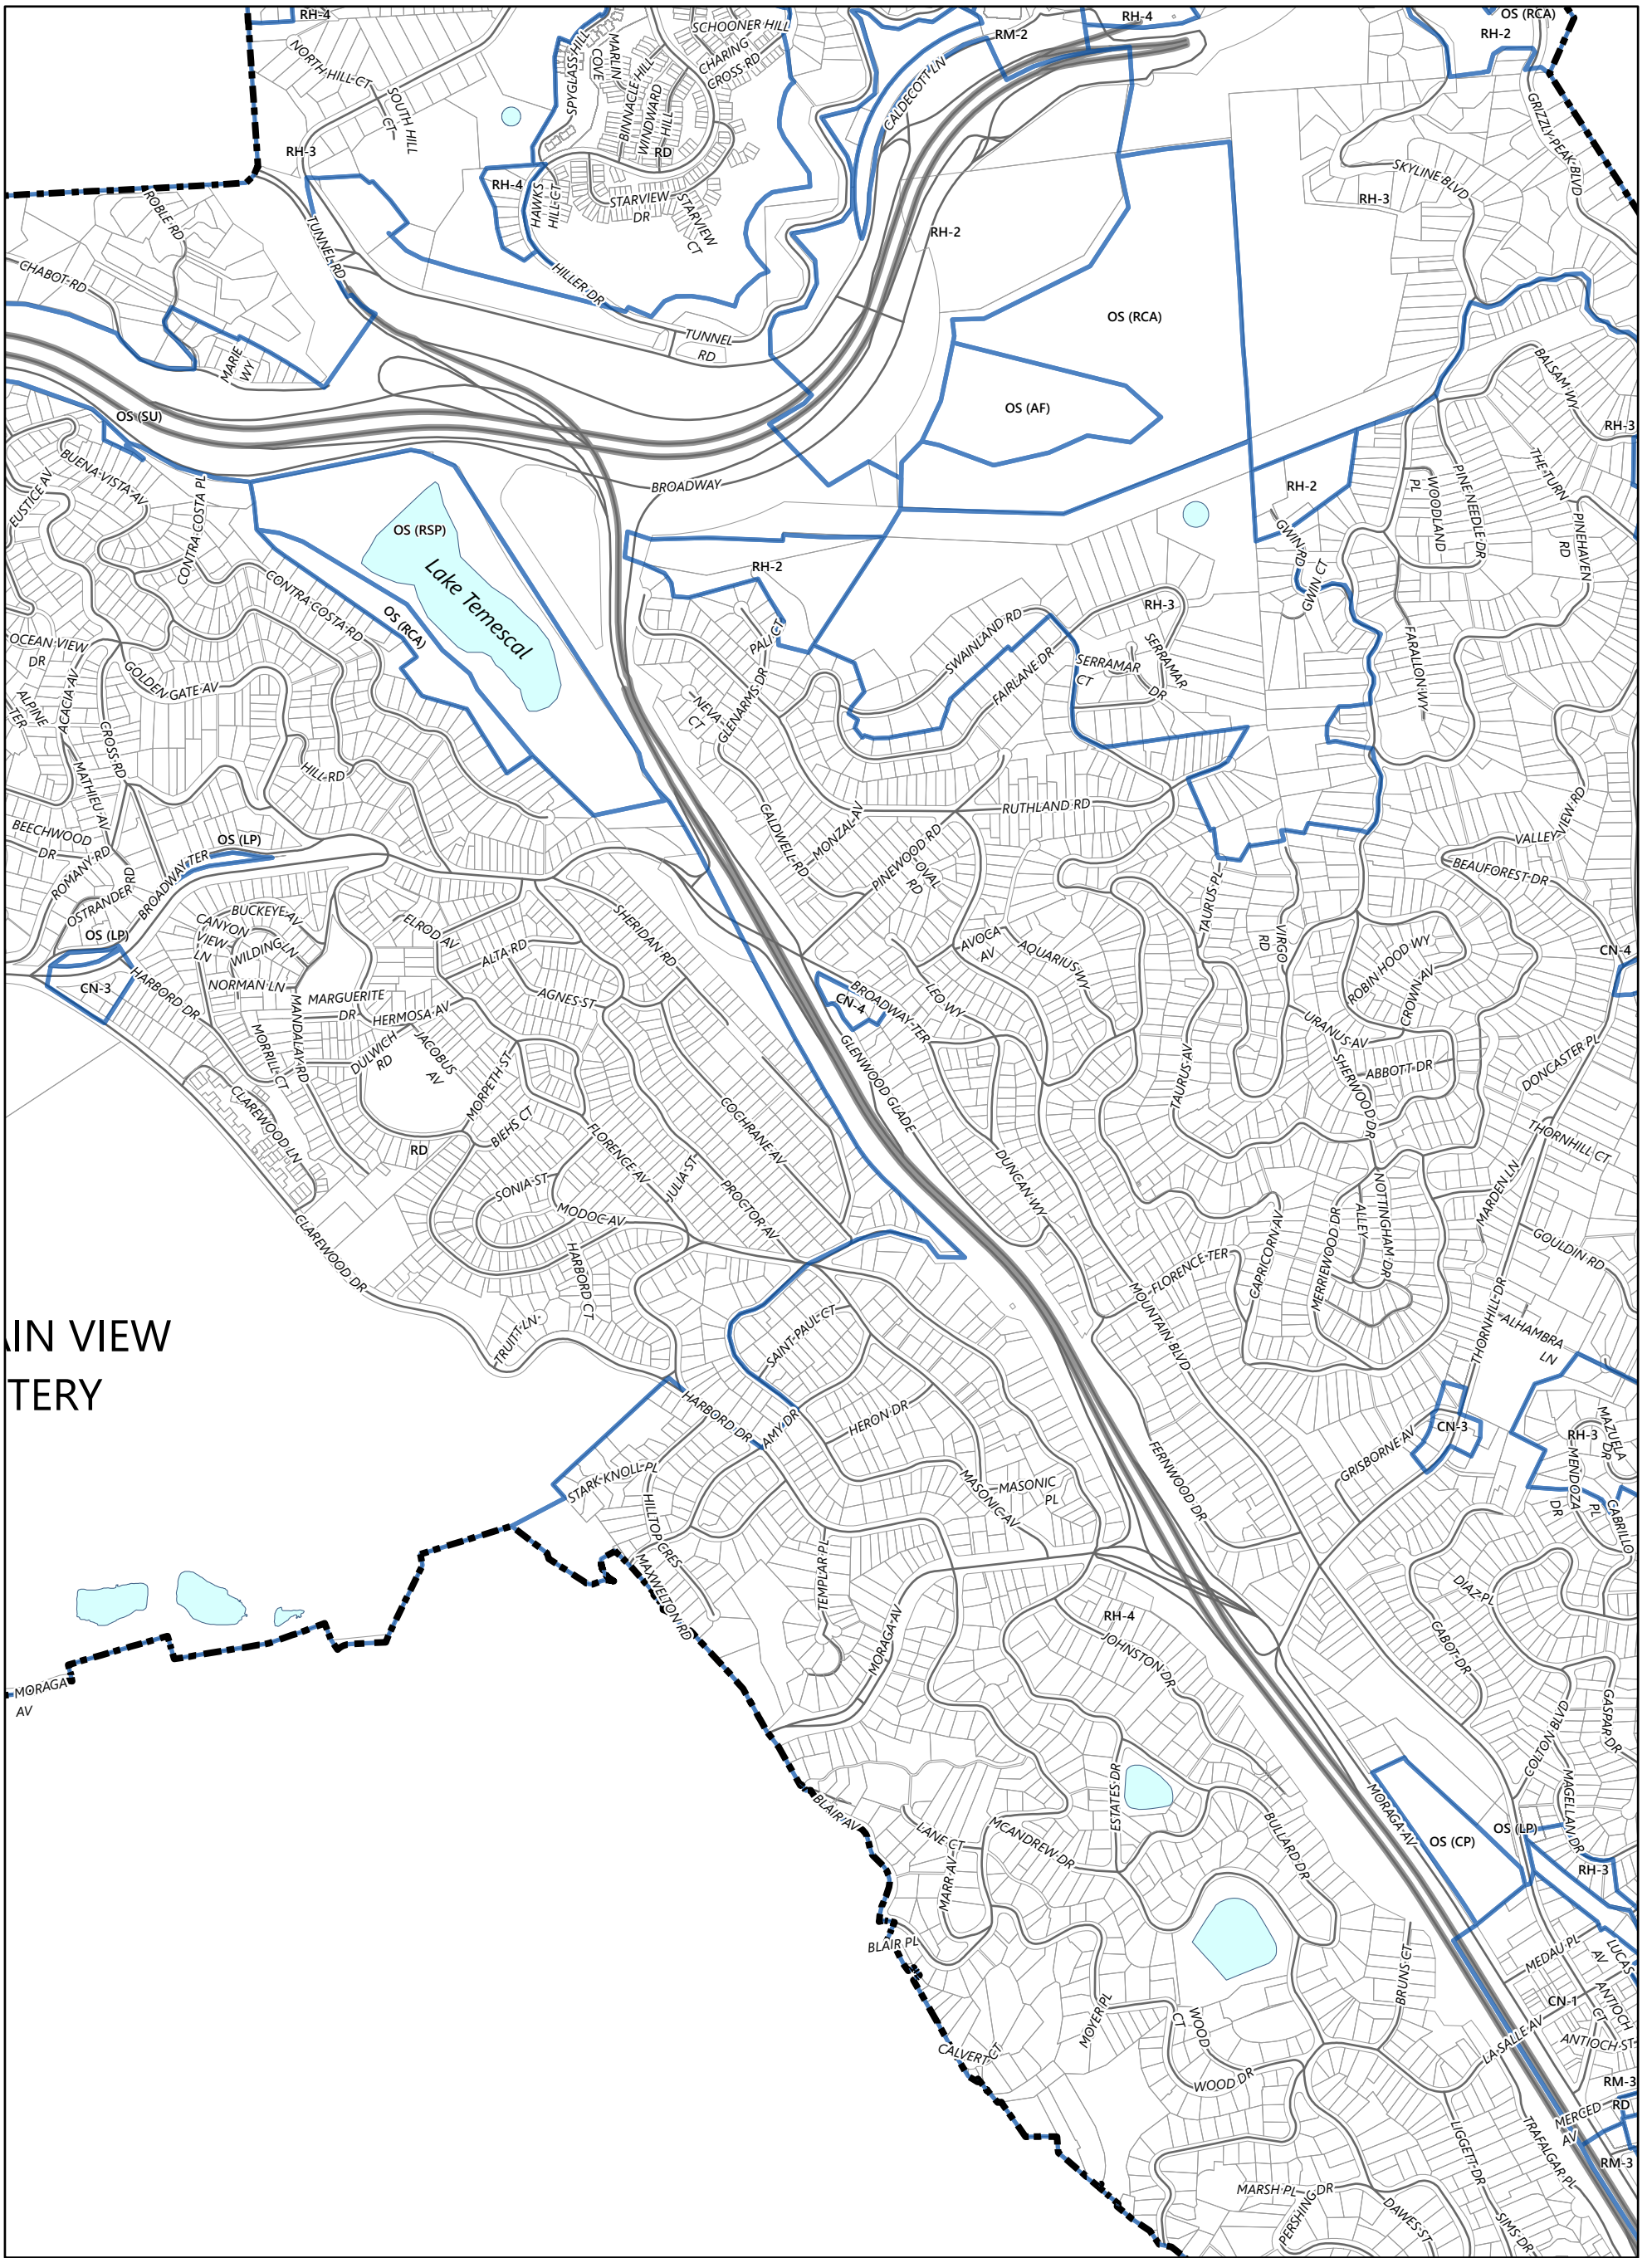 RH-4
SCHOONER HILL
RH-4
OS (RCA)
RM-2
RH-2
NORTH HILL CT
SPYGLASS HILL
MARLIN
COVE
CHARING
CROSS RD
BINNACLE HILL
WINDWARD
HILL
RD
CALDECOTT LN
SOUTH HILL
CT
GRIZZLY PEAK BLVD
RH-3
SKYLINE BLVD
RH-3
RH-4
HAWKS
HILL CT
STARVIEW
DR
STARVIEW
CT
ROBLE RD
TUNNEL RD
RH-2
CHABOT RD
HILLER DR
OS (RCA)
TUNNEL
RD
MARIE
WY
BALSAM WY
OS (SU)
OS (AF)
RH-3
BUENA VISTA AV
EUSTICE AV
CONTRA COSTA PL
BROADWAY
RH-2
WOODLAND
PL
PINE NEEDLE DR
THE TURN
PINEHAVEN
RD
OS (RSP)
Lake Temescal
GWIN RD
GWIN CT
RH-2
CONTRA COSTA RD
OS (RCA)
RH-3
PALI CT
SWAINLAND RD
FAIRLANE DR
SERRAMAR
CT
SERRAMAR
DR
FARALLON WY
OCEAN VIEW
DR
GOLDEN GATE AV
ACACIA AV
ALPINE
TER
CROSS RD
NEVA
CT
GLENARMS DR
MATHIEU AV
HILL RD
RUTHLAND RD
CALDWELL RD
MONZAL AV
PINEWOOD RD
OVAL
RD
BEECHWOOD
DR
OS (LP)
VALLEY VIEW RD
BEAUFOREST DR
ROMANY RD
OSTRANDER
RD
BROADWAY TER
OS (LP)
BUCKEYE AV
CANYON
VIEW
LN
WILDING LN
ELROD AV
SHERIDAN RD
ALTA RD
TAURUS PL
VIRGO
RD
AVOCA
AV
AQUARIUS WY
ROBIN HOOD WY
CROWN AV
CN-4
CN-3
HARBORD DR
NORMAN LN
MARGUERITE
DR
HERMOSA AV
AGNES ST
CN-4
BROADWAY TER
LEO WY
URANUS AV
ABBOTT DR
SHERWOOD DR
DONCASTER PL
MORRILL CT
MANDALAY RD
DULWICH
RD
JACOBUS
AV
MORPETH ST
GLENWOOD GLADE
TAURUS AV
CLAREWOOD LN
RD
BIEHS CT
COCHRANE AV
FLORENCE AV
JULIA ST
PROCTOR AV
SONIA ST
MODOC AV
DUNCAN WY
THORNHILL CT
MARDEN LN
NOTTINGHAM DR
ALLEY
MERRIEWOOD DR
CAPRICORN AV
GOULDIN RD
CLAREWOOD DR
HARBORD CT
FLORENCE TER
MOUNTAIN BLVD
THORNHILL DR
ALHAMBRA
LN
AIN VIEW
TERY
TRUITT LN
SAINT PAUL CT
HARBORD DR
AMY DR
HERON DR
CN-3
GRISBORNE AV
RH-3
MAZUELA
DR
MENDOZA
DR
PL
CABRILLO
STARK KNOLL PL
HILLTOP CRES
MAXWELTON RD
MASONIC AV
MASONIC
PL
FERNWOOD DR
TEMPLAR PL
MORAGA AV
RH-4
JOHNSTON DR
DIAZ PL
CABOT DR
MORAGA
AV
COLTON BLVD
GASPAR DR
BLAIR AV
LANE CT
MCANDREW DR
ESTATES DR
BULLARD DR
MORAGA AV
MAGELLAN DR
OS (CP)
OS (LP)
RH-3
MARR AV
BLAIR PL
MEDAU PL
LUCAS
AV
BRUNS CT
CN-1
ANTIOCH
CT
ANTIOCH ST
MOYER PL
WOOD
CT
WOOD DR
LA SALLE AV
CALVERT CT
RM-3
MERCED
AV
RD
RM-3
LIGGETT DR
TRAFALGAR PL
MARSH PL
DR
PERSHING
DAWES ST
SIMS DR